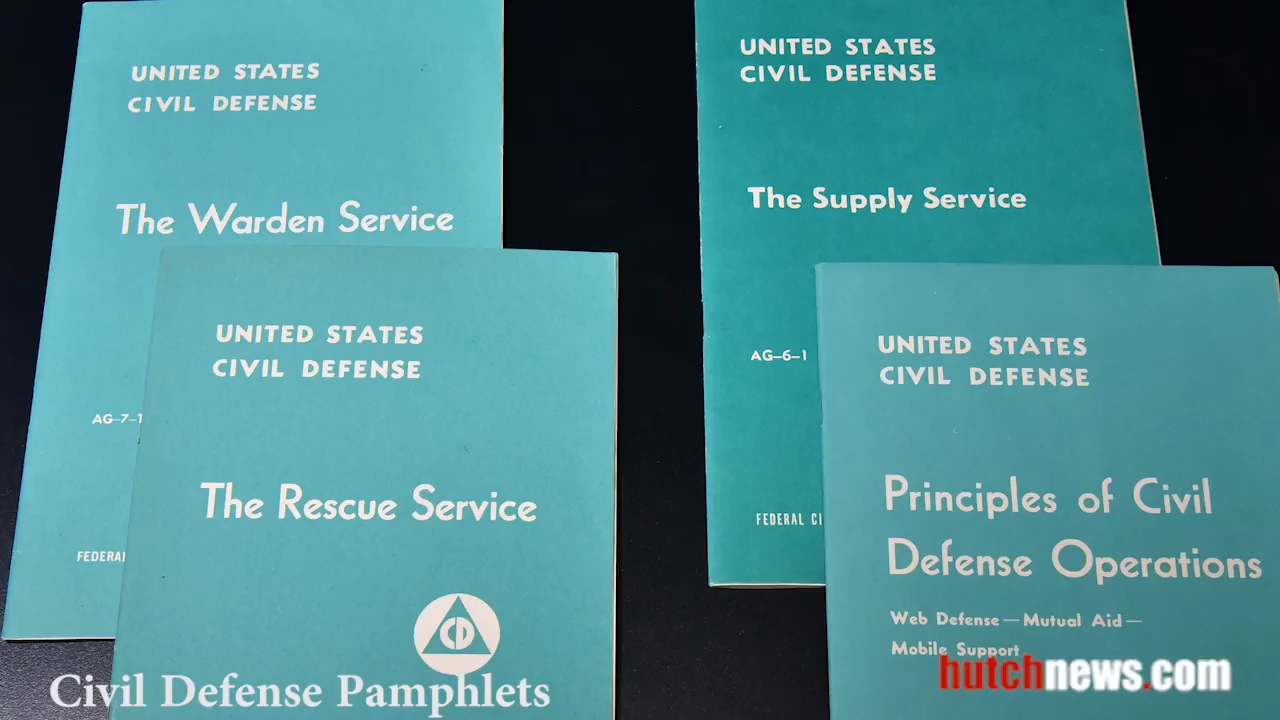 UNITED STATES
CIVIL DEFENSE
The Warden Service
AG-7-1
FEDERAL
UNITED STATES
CIVIL DEFENSE
The Rescue Service
CD
UNITED STATES
CIVIL DEFENSE
The Supply Service
AG-6-1
FEDERAL
UNITED STATES
CIVIL DEFENSE
Principles of Civil
Defense Operations
Web Defense — Mutual Aid —
Mobile Support
Civil Defense Pamphlets
hutchnews.com